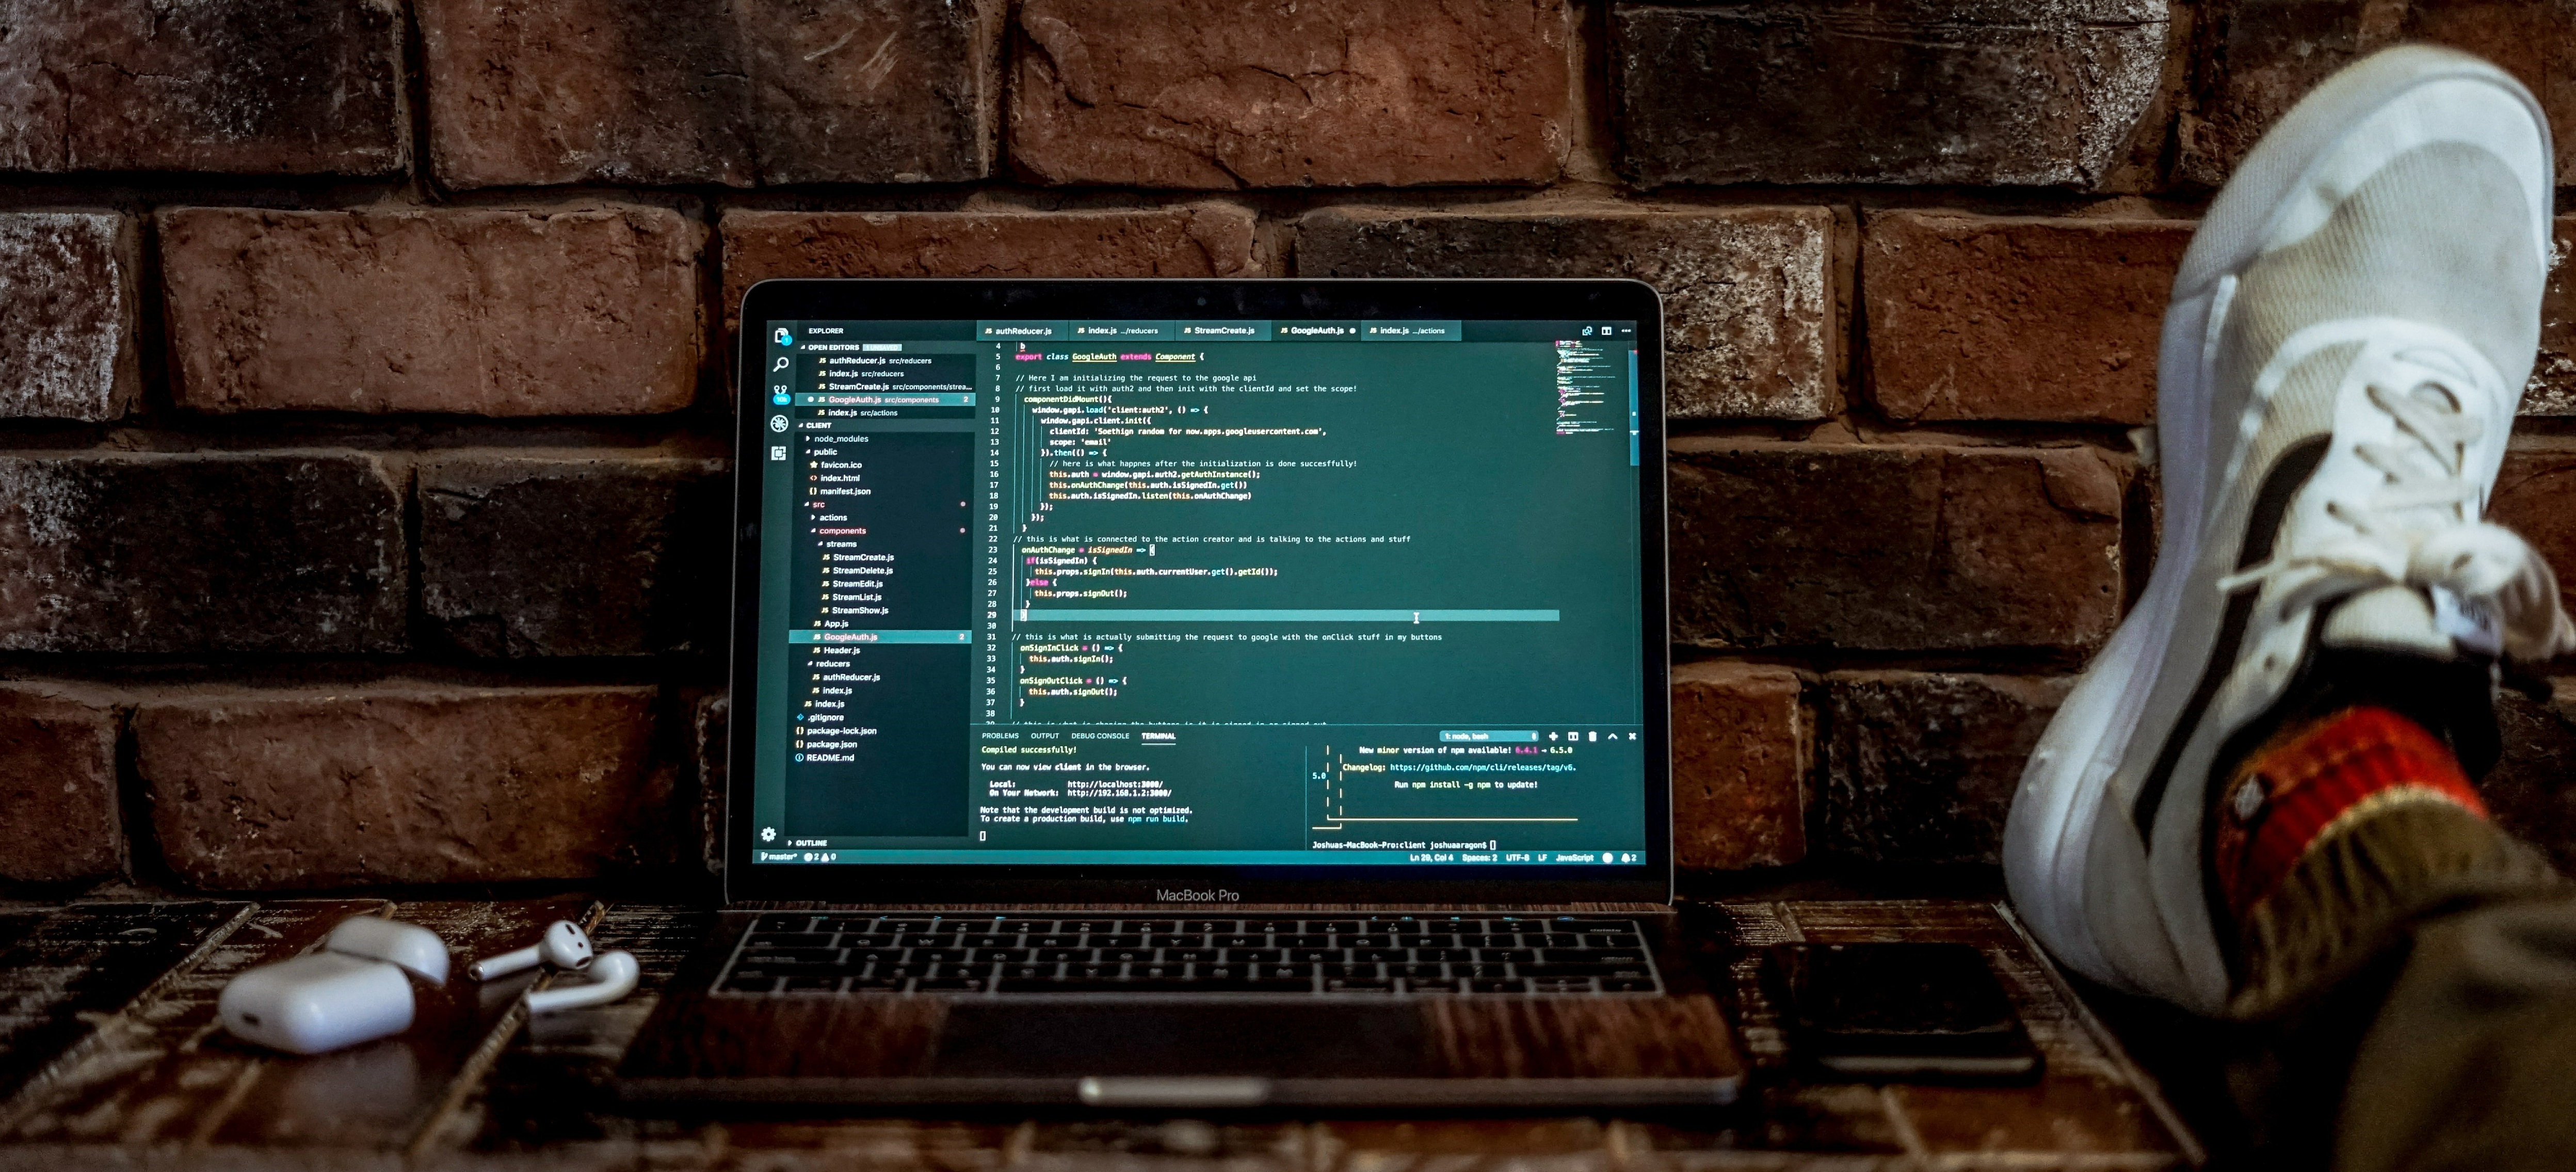 EXPLORER
OPEN EDITORS 1 UNSAVED
authReducer.js src/reducers
index.js src/reducers
StreamCreate.js src/components/strea...
GoogleAuth.js src/components 2
index.js src/actions
CLIENT
node_modules
public
favicon.ico
index.html
manifest.json
src
actions
components
streams
StreamCreate.js
StreamDelete.js
StreamEdit.js
StreamList.js
StreamShow.js
App.js
GoogleAuth.js 2
Header.js
reducers
authReducer.js
index.js
index.js
.gitignore
package-lock.json
package.json
README.md
OUTLINE
authReducer.js index.js .../reducers StreamCreate.js GoogleAuth.js index.js .../actions
4 b
5 export class GoogleAuth extends Component {
6
7 // Here I am initializing the request to the google api
8 // first load it with auth2 and then init with the clientId and set the scope!
9 componentDidMount(){
10 window.gapi.load('client:auth2', () => {
11 window.gapi.client.init({
12 clientId: 'Soethign random for now.apps.googleusercontent.com',
13 scope: 'email'
14 }).then(() => {
15 // here is what happnes after the initialization is done succesffully!
16 this.auth = window.gapi.auth2.getAuthInstance();
17 this.onAuthChange(this.auth.isSignedIn.get())
18 this.auth.isSignedIn.listen(this.onAuthChange)
19 });
20 });
21 }
22 // this is what is connected to the action creator and is talking to the actions and stuff
23 onAuthChange = isSignedIn => {
24 if(isSignedIn) {
25 this.props.signIn(this.auth.currentUser.get().getId());
26 }else {
27 this.props.signOut();
28 }
29 }
30
31 // this is what is actually submitting the request to google with the onClick stuff in my buttons
32 onSignInClick = () => {
33 this.auth.signIn();
34 }
35 onSignOutClick = () => {
36 this.auth.signOut();
37 }
38
PROBLEMS OUTPUT DEBUG CONSOLE TERMINAL 1: node, bash
Compiled successfully!
You can now view client in the browser.
Local: http://localhost:3000/
On Your Network: http://192.168.1.2:3000/
Note that the development build is not optimized.
To create a production build, use npm run build.
New minor version of npm available! 6.4.1 → 6.5.0
Changelog: https://github.com/npm/cli/releases/tag/v6.
5.0
Run npm install -g npm to update!
Joshuas-MacBook-Pro:client joshuaaragon$
master* 2 0 Ln 29, Col 4 Spaces: 2 UTF-8 LF JavaScript 2
MacBook Pro